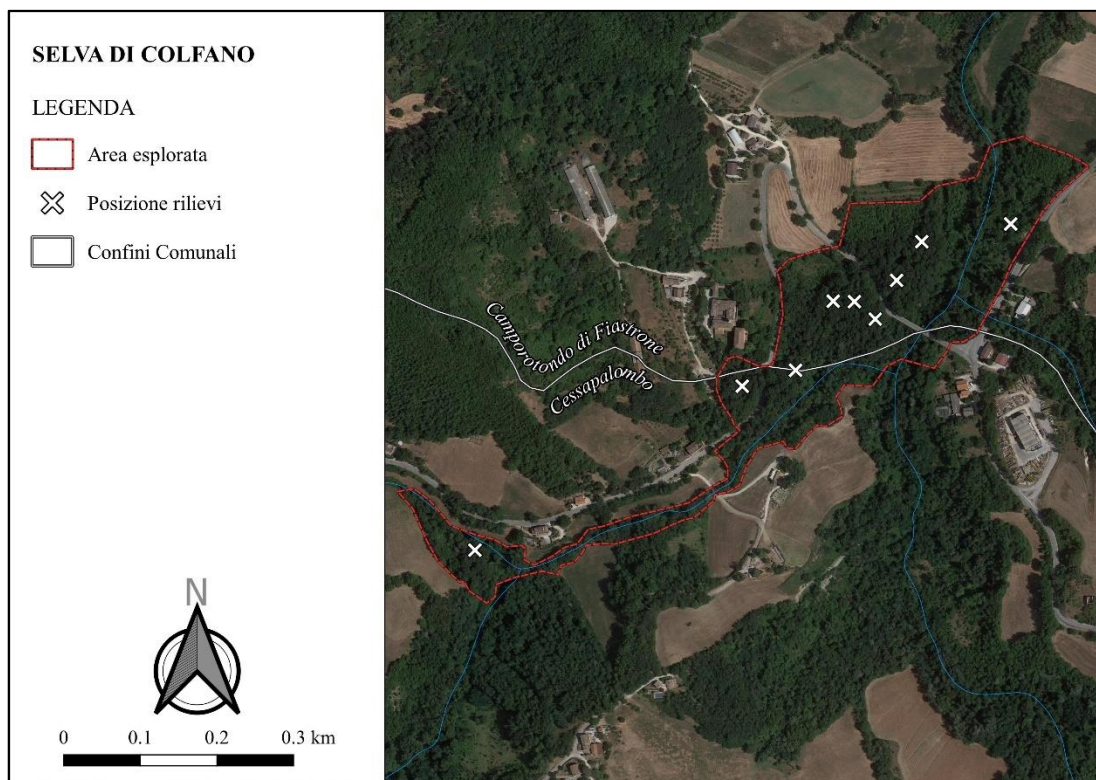 SELVA DI COLFANO
LEGENDA
Area esplorata
Posizione rilievi
Confini Comunali
Camporotondo di Fiastrone
Cessapalombo
N
0 0.1 0.2 0.3 km